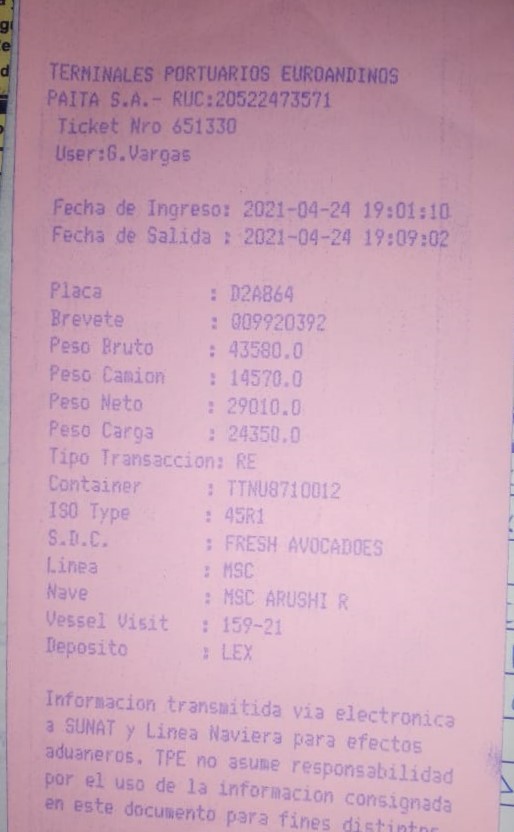 TERMINALES PORTUARIOS EUROANDINOS
PAITA S.A.- RUC:20522473571
Ticket Nro 651330
User:G.Vargas
Fecha de Ingreso: 2021-04-24 19:01:10
Fecha de Salida : 2021-04-24 19:09:02
Placa : D2A864
Brevete : Q09920392
Peso Bruto : 43580.0
Peso Camion : 14570.0
Peso Neto : 29010.0
Peso Carga : 24350.0
Tipo Transaccion: RE
Container : TTNU8710012
ISO Type : 45R1
S.D.C. : FRESH AVOCADOES
Linea : MSC
Nave : MSC ARUSHI R
Vessel Visit : 159-21
Deposito : LEX
Informacion transmitida via electronica
a SUNAT y Linea Naviera para efectos
aduaneros. TPE no asume responsabilidad
por el uso de la informacion consignada
en este documento para fines distintos